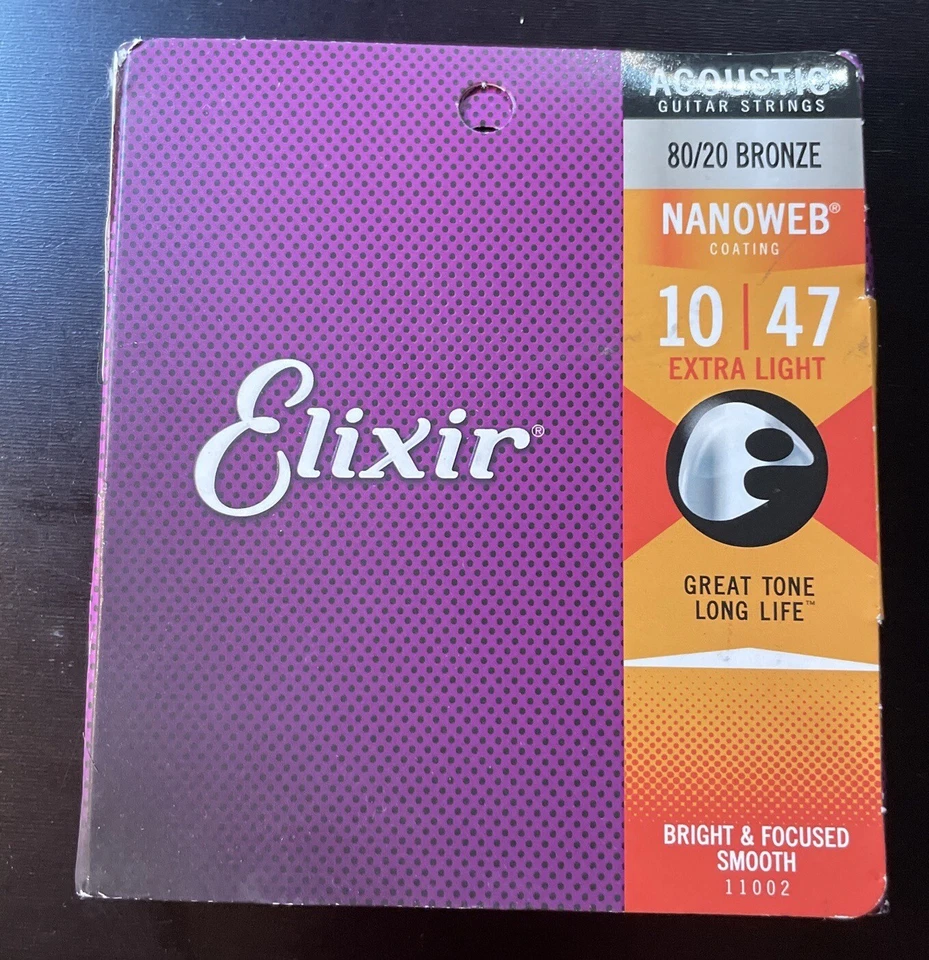 ACOUSTIC
GUITAR STRINGS
80/20 BRONZE
NANOWEB®
COATING
10 | 47
EXTRA LIGHT
Elixir®
GREAT TONE
LONG LIFE™
BRIGHT & FOCUSED
SMOOTH
11002